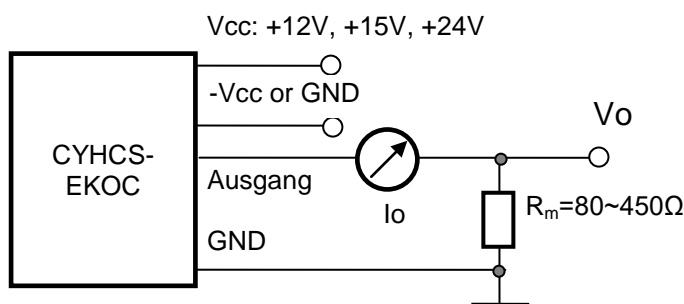 Vcc: +12V, +15V, +24V
-Vcc or GND
Vo
CYHCS-
EKOC
Ausgang
Io
Rm=80~450Ω
GND